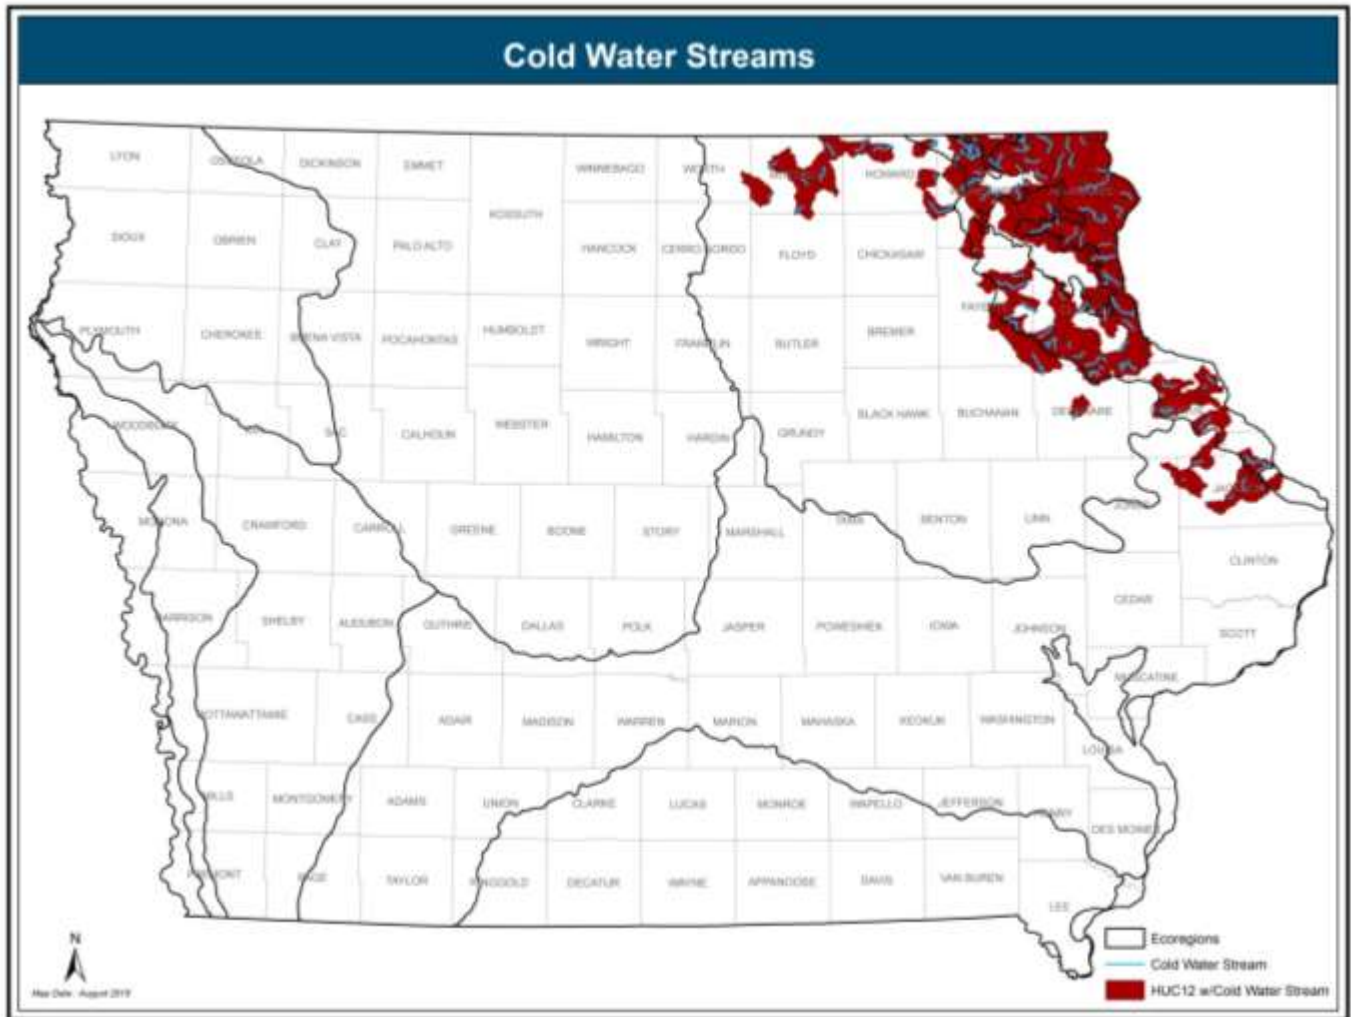 Cold Water Streams
LYON
OSCEOLA
DICKINSON
EMMET
WINNEBAGO
WORTH
HOWARD
KOSSUTH
SIOUX
OBRIEN
CLAY
PALO ALTO
HANCOCK
CERRO GORDO
FLOYD
CHICKASAW
PLYMOUTH
CHEROKEE
BUENA VISTA
POCAHONTAS
HUMBOLDT
WRIGHT
FRANKLIN
BUTLER
BREMER
WOODBURY
SAC
CALHOUN
WEBSTER
HAMILTON
HARDIN
GRUNDY
BLACK HAWK
BUCHANAN
DELAWARE
MONONA
CRAWFORD
CARROLL
GREENE
BOONE
STORY
MARSHALL
TAMA
BENTON
LINN
JONES
CLINTON
HARRISON
SHELBY
AUDUBON
GUTHRIE
DALLAS
POLK
JASPER
POWESHIEK
IOWA
JOHNSON
CEDAR
SCOTT
MUSCATINE
POTTAWATTAMIE
CASS
ADAIR
MADISON
WARREN
MARION
MAHASKA
KEOKUK
WASHINGTON
LOUISA
MILLS
MONTGOMERY
ADAMS
UNION
CLARKE
LUCAS
MONROE
WAPELLO
JEFFERSON
HENRY
DES MOINES
FREMONT
PAGE
TAYLOR
RINGGOLD
DECATUR
WAYNE
APPANOOSE
DAVIS
VAN BUREN
LEE
N
Map Date: August 2019
Ecoregions
Cold Water Stream
HUC12 w/Cold Water Stream